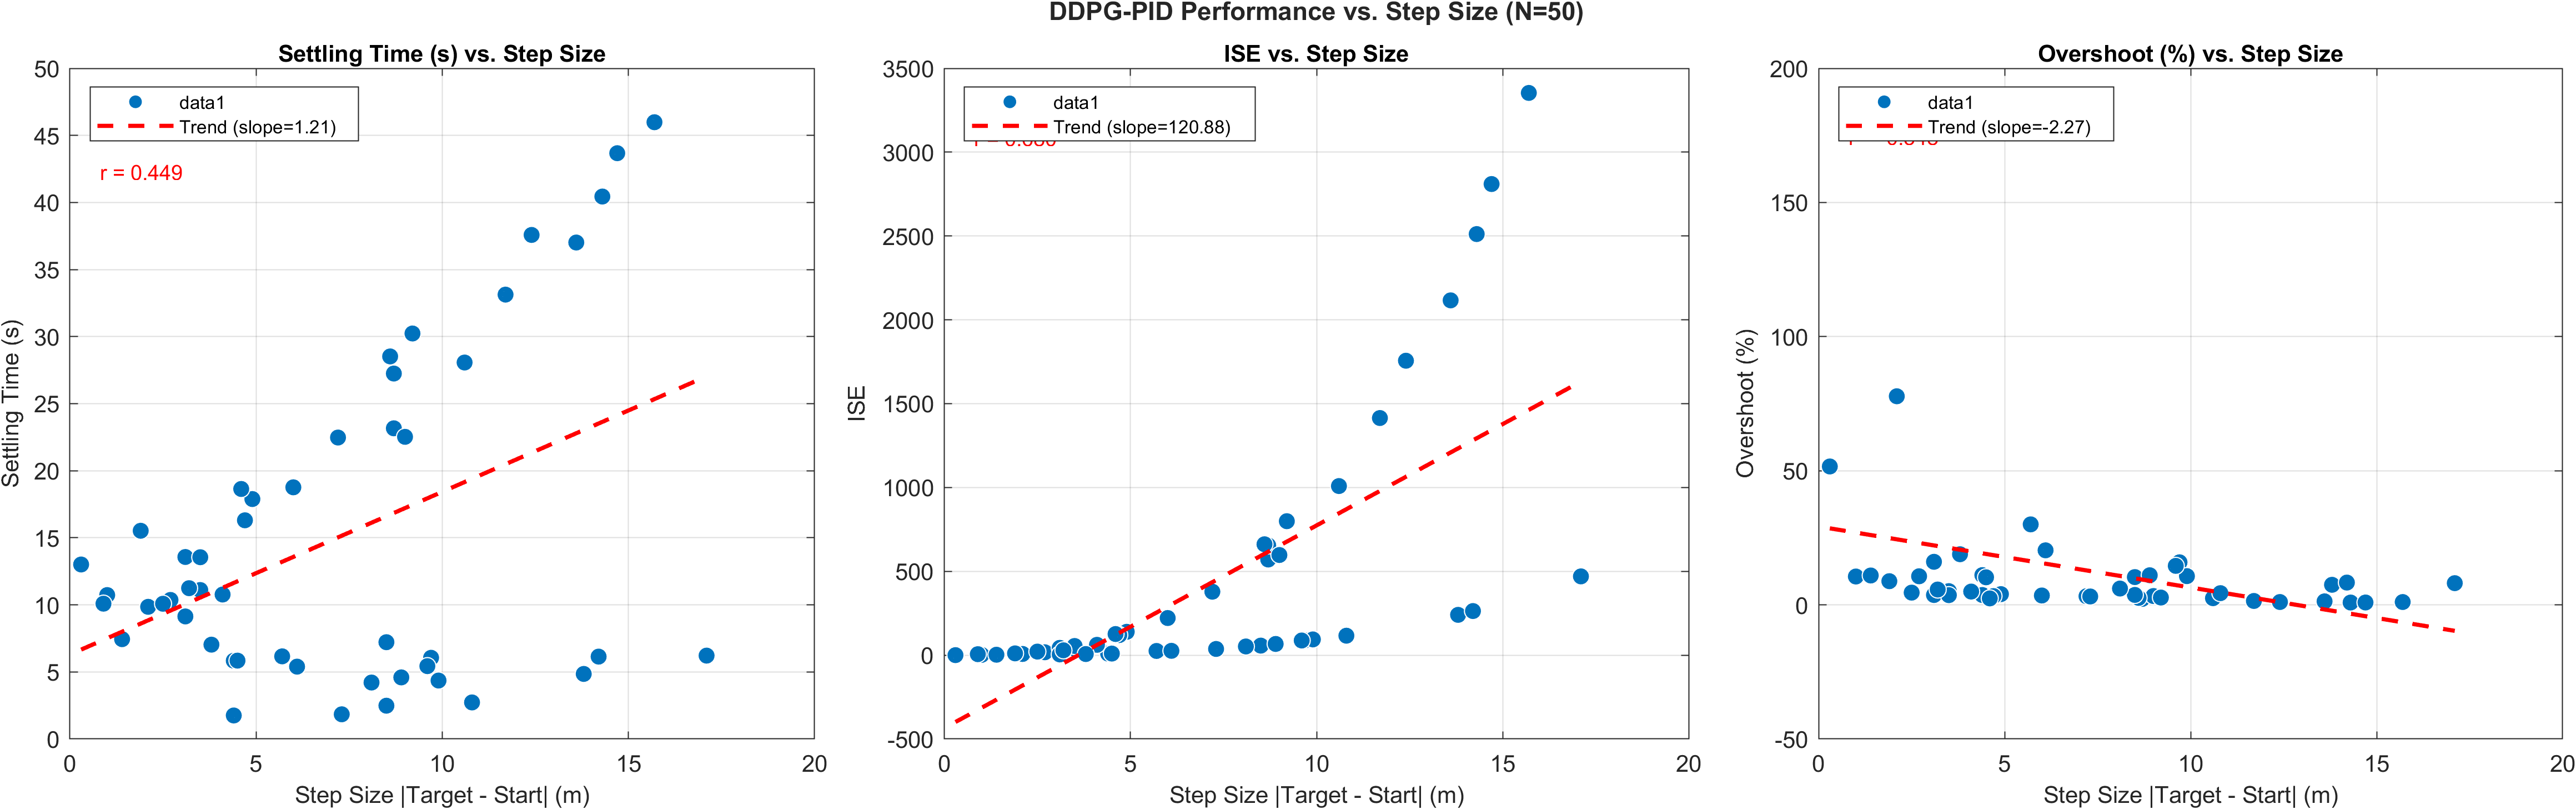 DDPG-PID Performance vs. Step Size (N=50)
Settling Time (s) vs. Step Size
50
45
40
35
30
25
20
15
10
5
0
0 5 10 15 20
Settling Time (s)
Step Size |Target - Start| (m)
data1
Trend (slope=1.21)
r = 0.449
ISE vs. Step Size
3500
3000
2500
2000
1500
1000
500
0
-500
0 5 10 15 20
ISE
Step Size |Target - Start| (m)
data1
Trend (slope=120.88)
Overshoot (%) vs. Step Size
200
150
100
50
0
-50
0 5 10 15 20
Overshoot (%)
Step Size |Target - Start| (m)
data1
Trend (slope=-2.27)